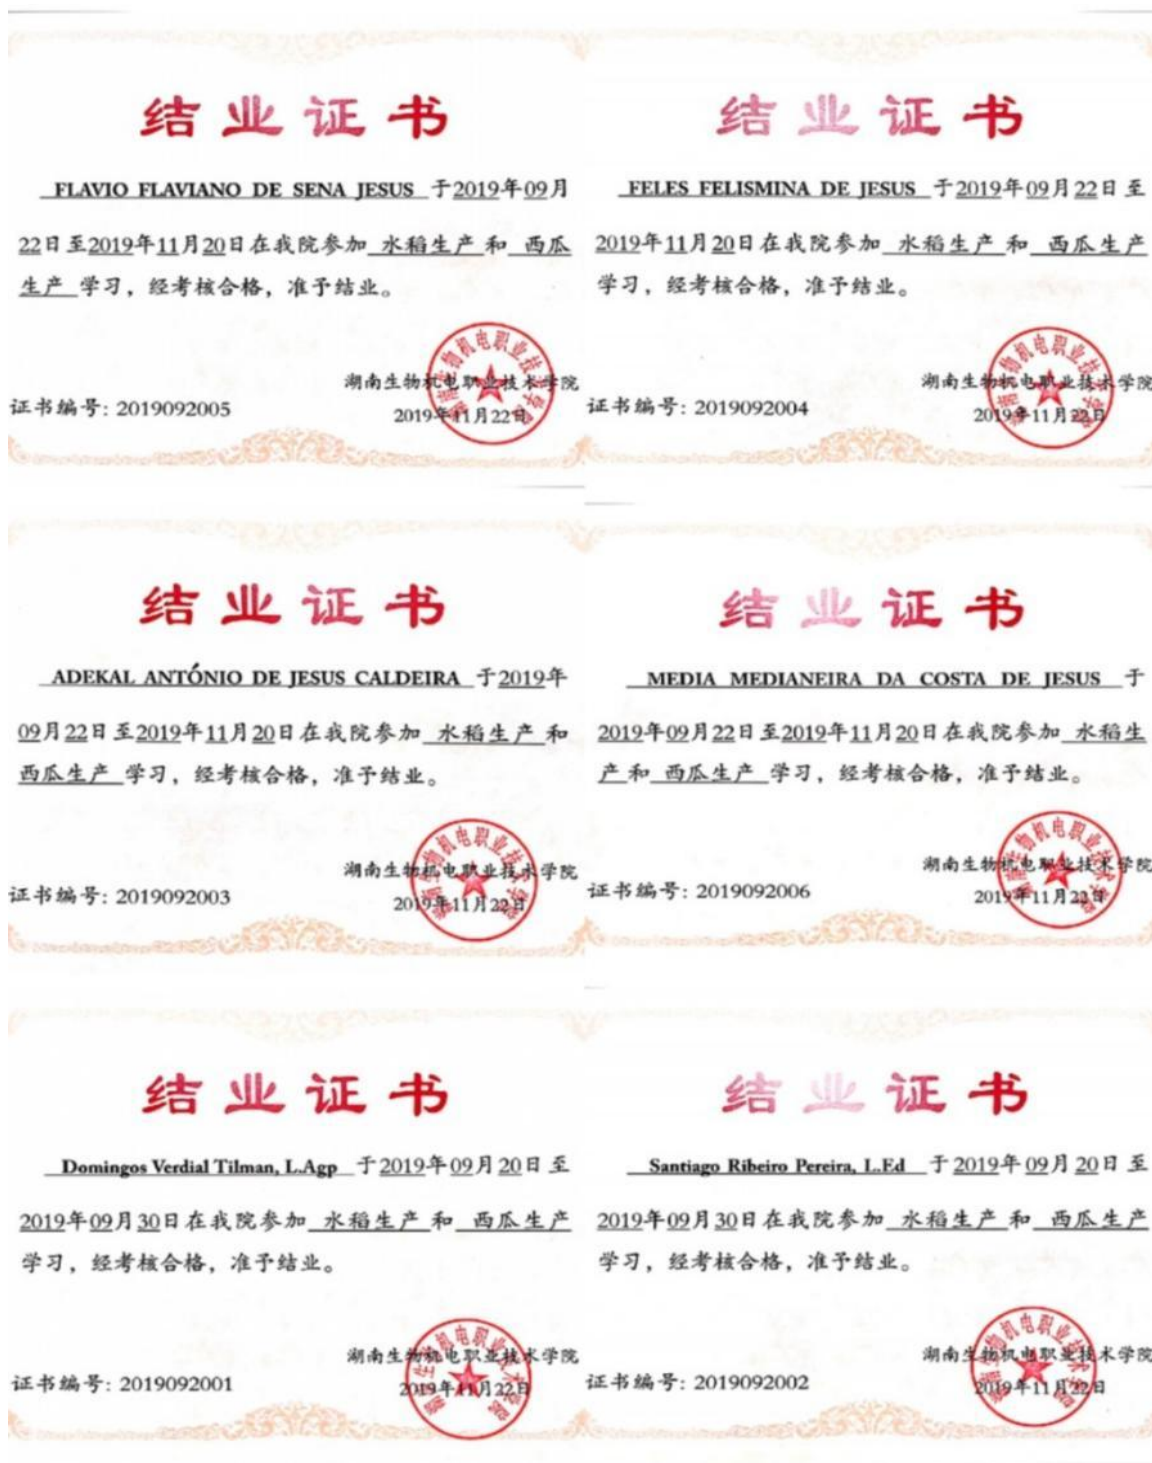 结业证书
FLAVIO FLAVIANO DE SENA JESUS 于2019年09月
22日至2019年11月20日在我院参加 水稻生产 和 西瓜
生产 学习，经考核合格，准予结业。
湖南生物机电职业技术学院
证书编号: 2019092005
2019年11月22日
结业证书
FELES FELISMINA DE JESUS 于2019年09月22日至
2019年11月20日在我院参加 水稻生产 和 西瓜生产
学习，经考核合格，准予结业。
湖南生物机电职业技术学院
证书编号: 2019092004
2019年11月22日
结业证书
ADEKAL ANTÓNIO DE JESUS CALDEIRA 于2019年
09月22日至2019年11月20日在我院参加 水稻生产 和
西瓜生产 学习，经考核合格，准予结业。
湖南生物机电职业技术学院
证书编号: 2019092003
2019年11月22日
结业证书
MEDIA MEDIANEIRA DA COSTA DE JESUS 于
2019年09月22日至2019年11月20日在我院参加 水稻生
产 和 西瓜生产 学习，经考核合格，准予结业。
湖南生物机电职业技术学院
证书编号: 2019092006
2019年11月22日
结业证书
Domingos Verdial Tilman, L.Agp 于2019年09月20日至
2019年09月30日在我院参加 水稻生产 和 西瓜生产
学习，经考核合格，准予结业。
湖南生物机电职业技术学院
证书编号: 2019092001
2019年11月22日
结业证书
Santiago Ribeiro Pereira, L.Ed 于2019年09月20日至
2019年09月30日在我院参加 水稻生产 和 西瓜生产
学习，经考核合格，准予结业。
湖南生物机电职业技术学院
证书编号: 2019092002
2019年11月22日